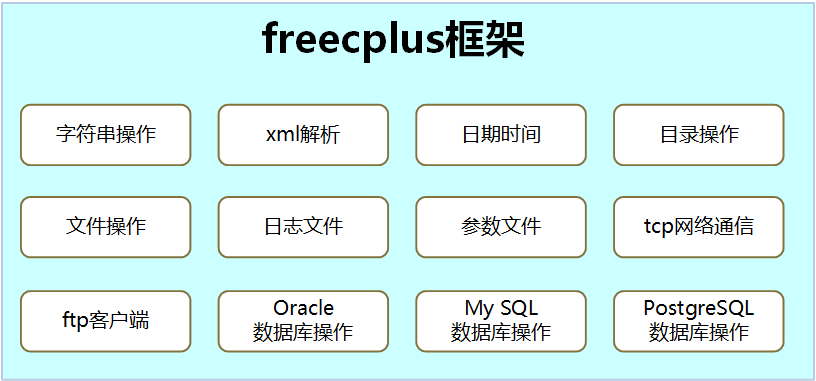 freecplus框架
字符串操作
xml解析
日期时间
目录操作
文件操作
日志文件
参数文件
tcp网络通信
ftp客户端
Oracle
数据库操作
My SQL
数据库操作
PostgreSQL
数据库操作